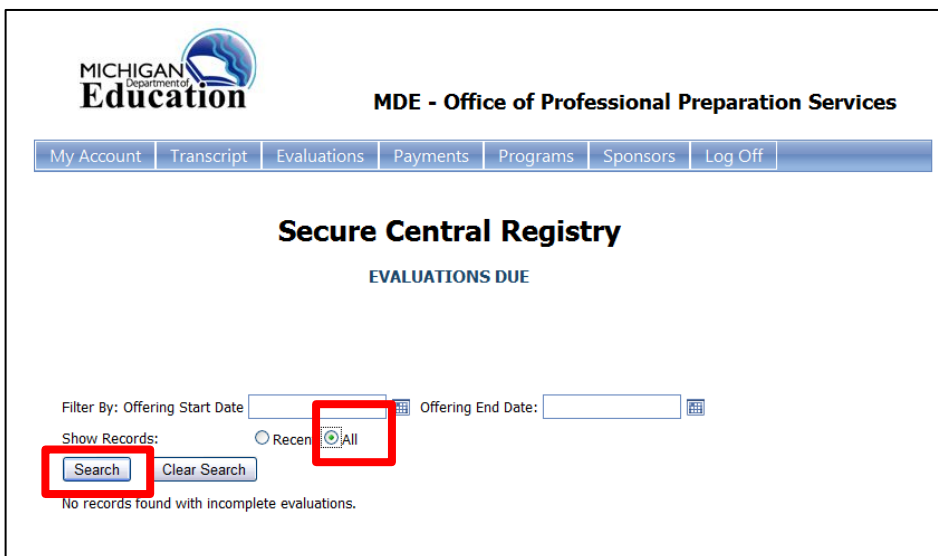 MICHIGAN
Department of
Education
MDE - Office of Professional Preparation Services
My Account Transcript Evaluations Payments Programs Sponsors Log Off
Secure Central Registry
EVALUATIONS DUE
Filter By: Offering Start Date Offering End Date:
Show Records: Recen All
Search Clear Search
No records found with incomplete evaluations.